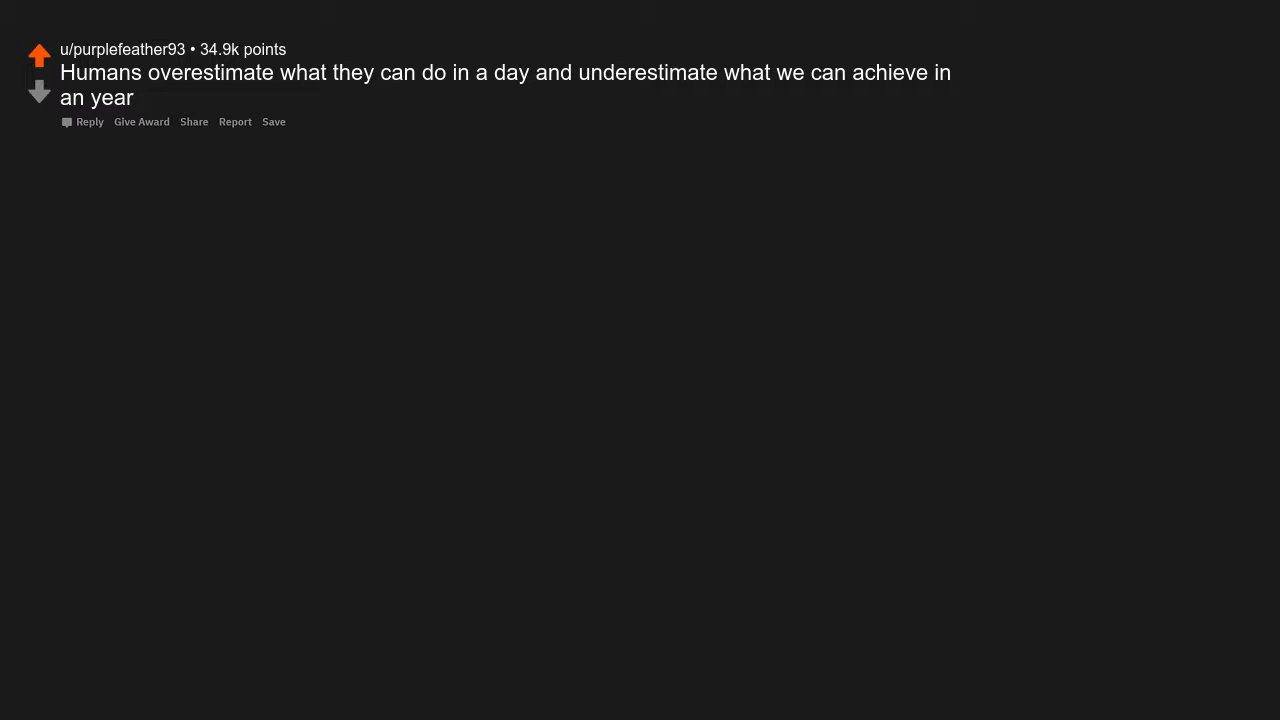 u/purplefeather93 • 34.9k points
Humans overestimate what they can do in a day and underestimate what we can achieve in
an year
Reply Give Award Share Report Save